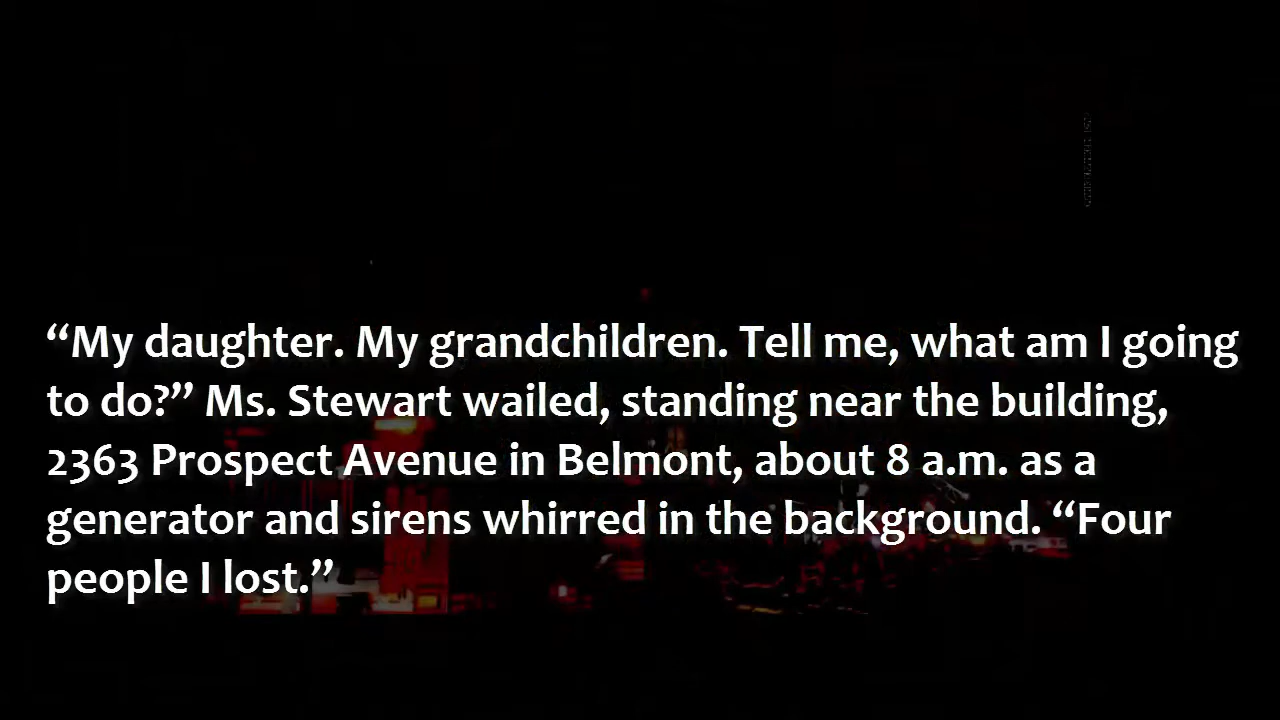 “My daughter. My grandchildren. Tell me, what am I going
to do?” Ms. Stewart wailed, standing near the building,
2363 Prospect Avenue in Belmont, about 8 a.m. as a
generator and sirens whirred in the background. “Four
people I lost.”